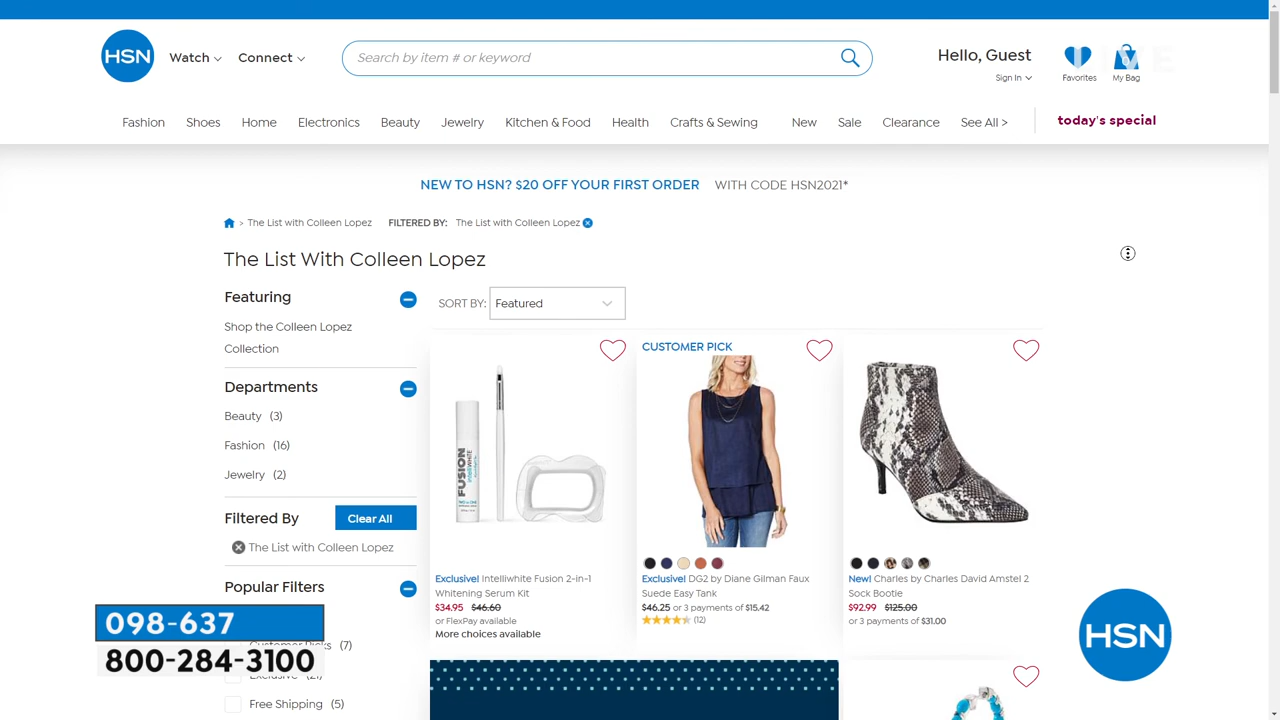 HSN
Watch
Connect
Search by item # or keyword
Hello, Guest
Sign In
Favorites
My Bag
Fashion
Shoes
Home
Electronics
Beauty
Jewelry
Kitchen & Food
Health
Crafts & Sewing
New
Sale
Clearance
See All >
today's special
NEW TO HSN? $20 OFF YOUR FIRST ORDER WITH CODE HSN2021*
> The List with Colleen Lopez FILTERED BY: The List with Colleen Lopez
The List With Colleen Lopez
Featuring
Shop the Colleen Lopez
Collection
Departments
Beauty (3)
Fashion (16)
Jewelry (2)
Filtered By
Clear All
The List with Colleen Lopez
Popular Filters
Customer Picks (7)
Exclusive (21)
Free Shipping (5)
098-637
800-284-3100
SORT BY: Featured
FUSION
intelliWHITE
Exclusive! Intelliwhite Fusion 2-in-1
Whitening Serum Kit
$34.95 $46.60
or FlexPay available
More choices available
CUSTOMER PICK
Exclusive! DG2 by Diane Gilman Faux
Suede Easy Tank
$46.25 or 3 payments of $15.42
(12)
New! Charles by Charles David Amstel 2
Sock Bootie
$92.99 $125.00
or 3 payments of $31.00
HSN